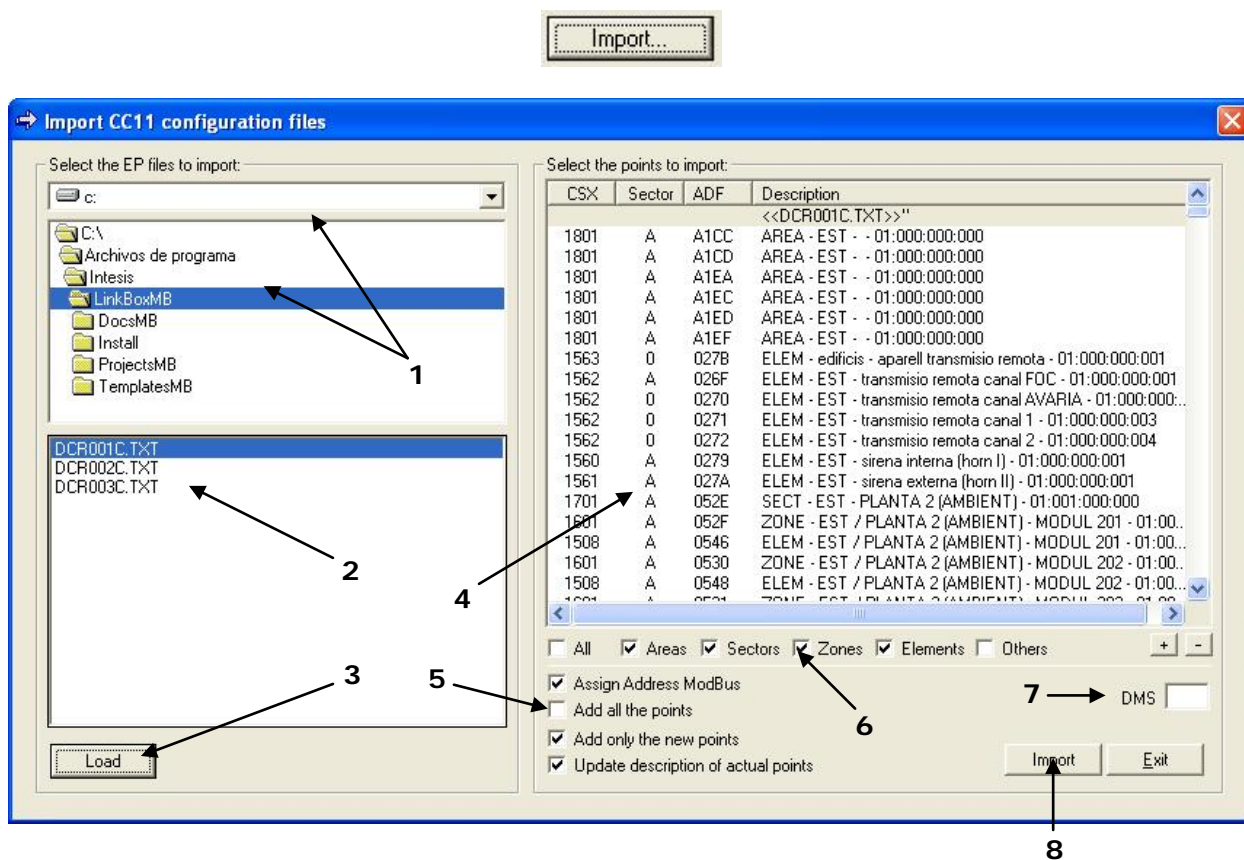 Import...
Import CC11 configuration files
Select the EP files to import:
c:
C:\
Archivos de programa
Intesis
LinkBoxMB
DocsMB
Install
ProjectsMB
TemplatesMB
1
DCR001C.TXT
DCR002C.TXT
DCR003C.TXT
2
3
Load
Select the points to import:
CSX Sector ADF Description
<<DCR001C.TXT>>"
1801 A A1CC AREA - EST - - 01:000:000:000
1801 A A1CD AREA - EST - - 01:000:000:000
1801 A A1EA AREA - EST - - 01:000:000:000
1801 A A1EC AREA - EST - - 01:000:000:000
1801 A A1ED AREA - EST - - 01:000:000:000
1801 A A1EF AREA - EST - - 01:000:000:000
1563 0 027B ELEM - edificis - aparell transmisio remota - 01:000:000:001
1562 A 026F ELEM - EST - transmisio remota canal FOC - 01:000:000:001
1562 0 0270 ELEM - EST - transmisio remota canal AVARIA - 01:000:000:..
1562 0 0271 ELEM - EST - transmisio remota canal 1 - 01:000:000:003
1562 0 0272 ELEM - EST - transmisio remota canal 2 - 01:000:000:004
1560 A 0279 ELEM - EST - sirena interna (horn I) - 01:000:000:001
1561 A 027A ELEM - EST - sirena externa (horn II) - 01:000:000:001
1701 A 052E SECT - EST - PLANTA 2 (AMBIENT) - 01:001:000:000
1601 A 052F ZONE - EST / PLANTA 2 (AMBIENT) - MODUL 201 - 01:00..
1508 A 0546 ELEM - EST / PLANTA 2 (AMBIENT) - MODUL 201 - 01:00...
1601 A 0530 ZONE - EST / PLANTA 2 (AMBIENT) - MODUL 202 - 01:00..
1508 A 0548 ELEM - EST / PLANTA 2 (AMBIENT) - MODUL 202 - 01:00...
4
All Areas Sectors Zones Elements Others + -
5
Assign Address ModBus
Add all the points
Add only the new points
Update description of actual points
6
7
DMS
Import Exit
8